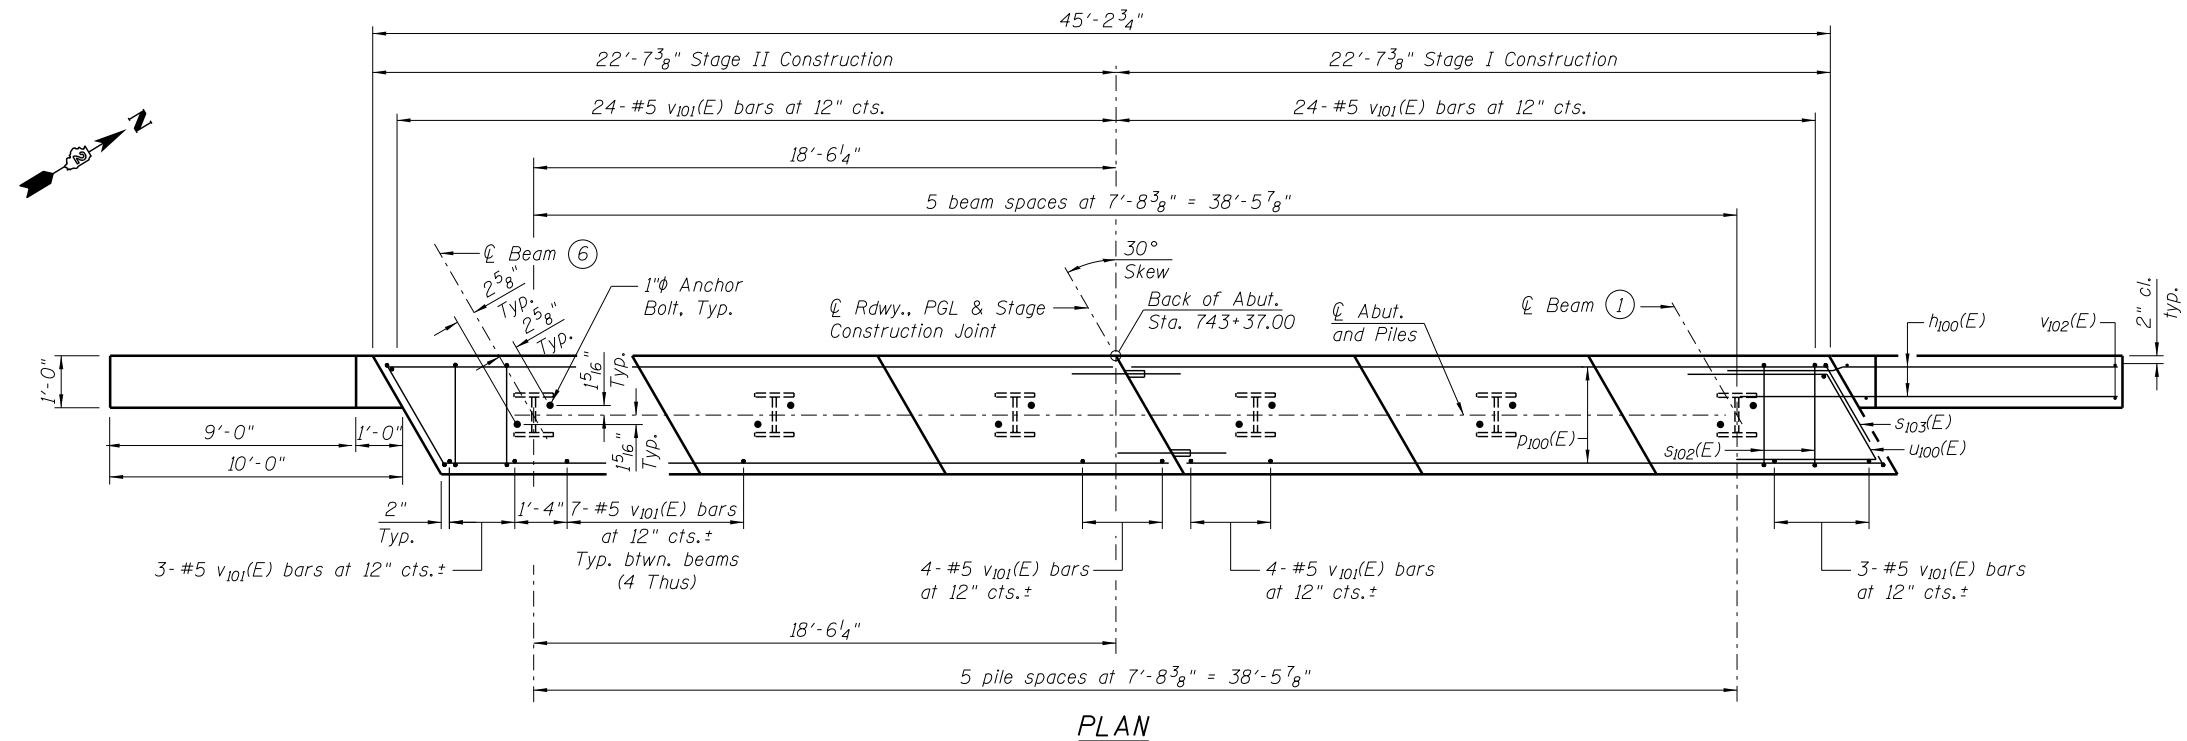 45'-2 3/4"
22'-7 3/8" Stage II Construction
22'-7 3/8" Stage I Construction
24- #5 v101(E) bars at 12" cts.
24- #5 v101(E) bars at 12" cts.
N
2
18'-6 1/4"
5 beam spaces at 7'-8 3/8" = 38'-5 7/8"
℄ Beam 6
2 5/8"
Typ.
2 5/8"
Typ.
1"ϕ Anchor
Bolt, Typ.
30°
Skew
℄ Rdwy., PGL & Stage
Construction Joint
Back of Abut.
Sta. 743+37.00
℄ Abut.
and Piles
℄ Beam 1
h100(E)
v102(E)
2" cl.
typ.
1'-0"
1 5/16"
Typ.
1 5/16"
Typ.
p100(E)
s102(E)
s103(E)
u100(E)
9'-0"
1'-0"
10'-0"
2"
Typ.
1'-4"
7- #5 v101(E) bars
at 12" cts.±
Typ. btwn. beams
(4 Thus)
3- #5 v101(E) bars at 12" cts.±
4- #5 v101(E) bars
at 12" cts.±
4- #5 v101(E) bars
at 12" cts.±
3- #5 v101(E) bars
at 12" cts.±
18'-6 1/4"
5 pile spaces at 7'-8 3/8" = 38'-5 7/8"
PLAN